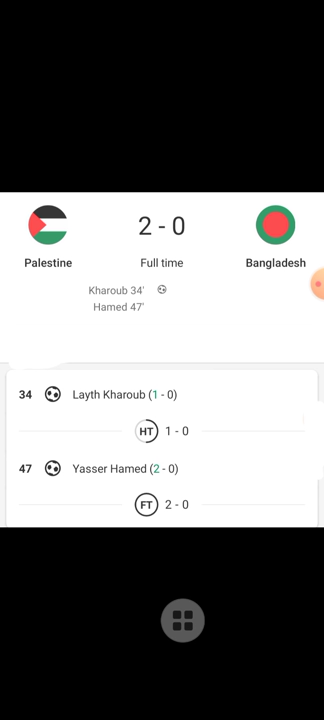 2 - 0
Palestine
Full time
Bangladesh
Kharoub 34'
Hamed 47'
34 Layth Kharoub (1 - 0)
HT 1 - 0
47 Yasser Hamed (2 - 0)
FT 2 - 0